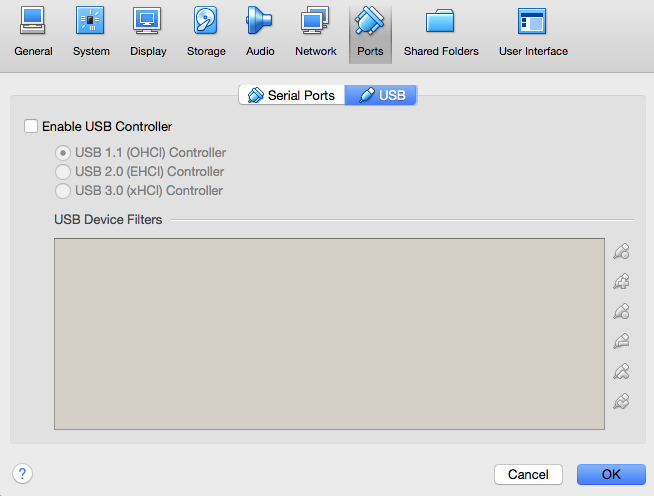 General System Display Storage Audio Network Ports Shared Folders User Interface
Serial Ports USB
Enable USB Controller
USB 1.1 (OHCI) Controller
USB 2.0 (EHCI) Controller
USB 3.0 (xHCI) Controller
USB Device Filters
? Cancel OK